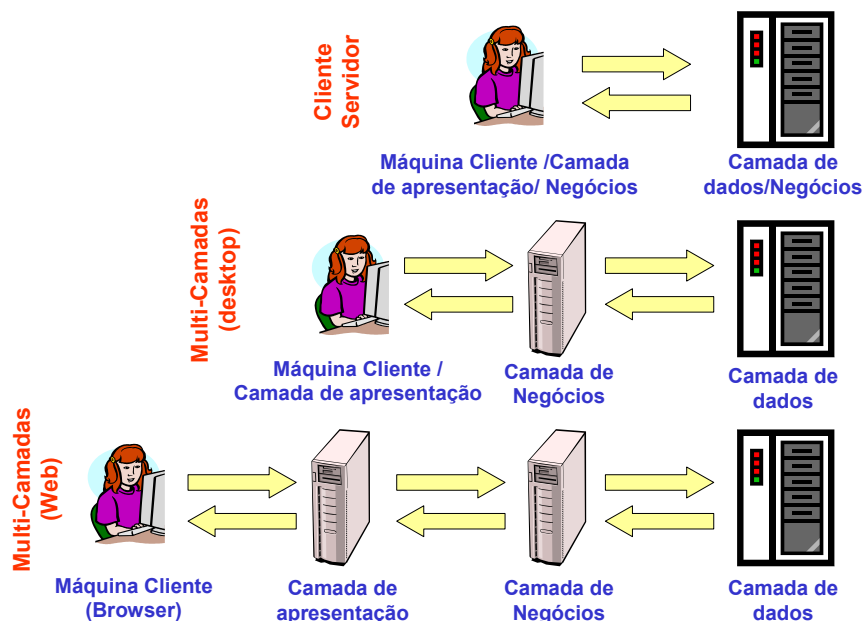 Cliente
Servidor
Máquina Cliente /Camada
de apresentação/ Negócios
Camada de
dados/Negócios
Multi-Camadas
(desktop)
Máquina Cliente /
Camada de apresentação
Camada de
Negócios
Camada de
dados
Multi-Camadas
(Web)
Máquina Cliente
(Browser)
Camada de
apresentação
Camada de
Negócios
Camada de
dados